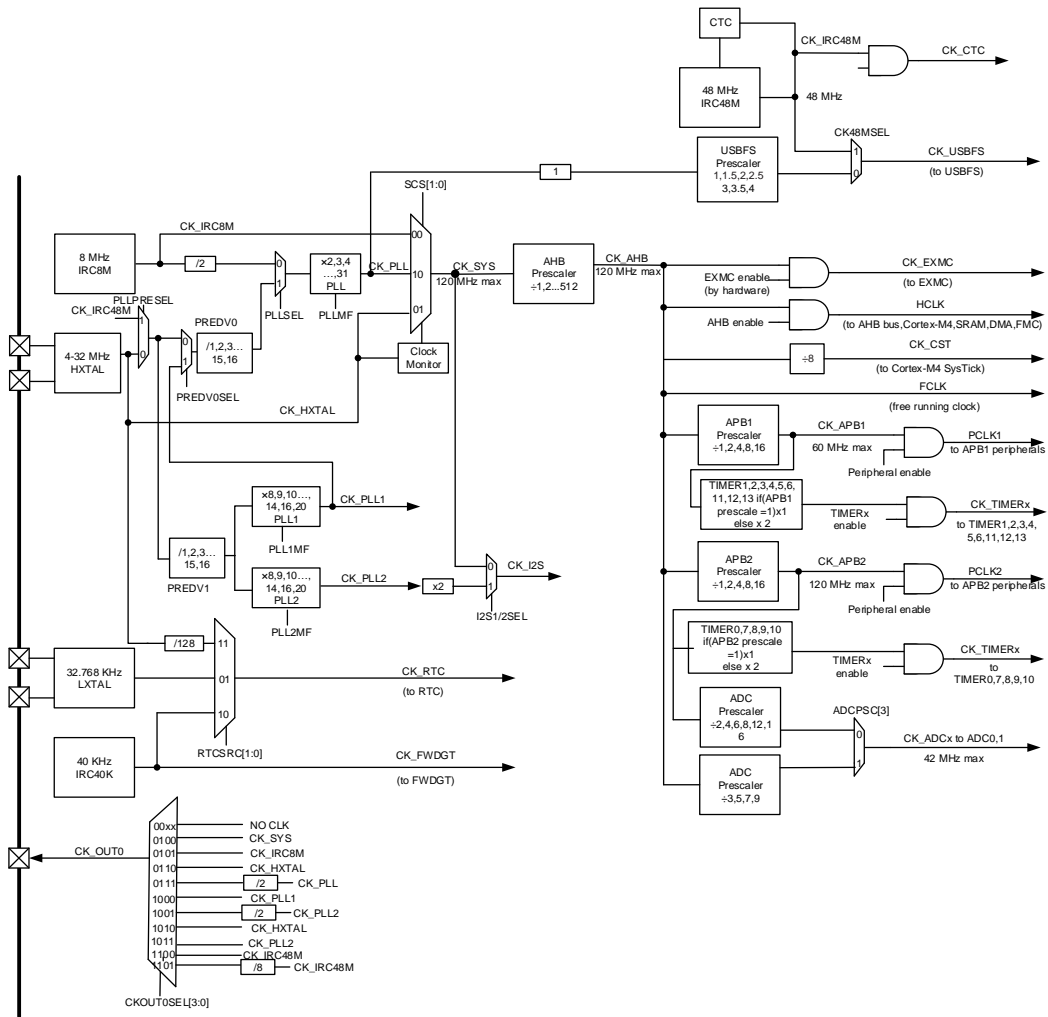 CTC
CK_IRC48M
CK_CTC
48 MHz
IRC48M
48 MHz
CK48MSEL
1
0
CK_USBFS
(to USBFS)
USBFS
Prescaler
1,1.5,2,2.5
3,3.5,4
1
SCS[1:0]
CK_IRC8M
00
10
01
8 MHz
IRC8M
/2
0
1
PLLSEL
×2,3,4
…,31
PLL
PLLMF
CK_PLL
CK_SYS
120 MHz max
AHB
Prescaler
÷1,2...512
CK_AHB
120 MHz max
EXMC enable
(by hardware)
CK_EXMC
(to EXMC)
AHB enable
HCLK
(to AHB bus,Cortex-M4,SRAM,DMA,FMC)
÷8
CK_CST
(to Cortex-M4 SysTick)
FCLK
(free running clock)
PLLPRESEL
CK_IRC48M
1
0
4-32 MHz
HXTAL
PREDV0
0
1
/1,2,3…
15,16
PREDV0SEL
Clock
Monitor
CK_HXTAL
APB1
Prescaler
÷1,2,4,8,16
CK_APB1
60 MHz max
Peripheral enable
PCLK1
to APB1 peripherals
TIMER1,2,3,4,5,6,
11,12,13 if(APB1
prescale =1)x1
else x 2
TIMERx
enable
CK_TIMERx
to TIMER1,2,3,4,
5,6,11,12,13
×8,9,10…,
14,16,20
PLL1
PLL1MF
CK_PLL1
/1,2,3…
15,16
PREDV1
×8,9,10…,
14,16,20
PLL2
PLL2MF
CK_PLL2
x2
0
1
CK_I2S
I2S1/2SEL
APB2
Prescaler
÷1,2,4,8,16
CK_APB2
120 MHz max
Peripheral enable
PCLK2
to APB2 peripherals
TIMER0,7,8,9,10
if(APB2 prescale
=1)x1
else x 2
TIMERx
enable
CK_TIMERx
to
TIMER0,7,8,9,10
/128
11
01
10
32.768 KHz
LXTAL
CK_RTC
(to RTC)
RTCSRC[1:0]
40 KHz
IRC40K
CK_FWDGT
(to FWDGT)
ADC
Prescaler
÷2,4,6,8,12,1
6
ADCPSC[3]
0
1
CK_ADCx to ADC0,1
42 MHz max
ADC
Prescaler
÷3,5,7,9
CK_OUT0
00xx NO CLK
0100 CK_SYS
0101 CK_IRC8M
0110 CK_HXTAL
0111 /2 CK_PLL
1000 CK_PLL1
1001 /2 CK_PLL2
1010 CK_HXTAL
1011 CK_PLL2
1100 CK_IRC48M
1101 /8 CK_IRC48M
CKOUT0SEL[3:0]